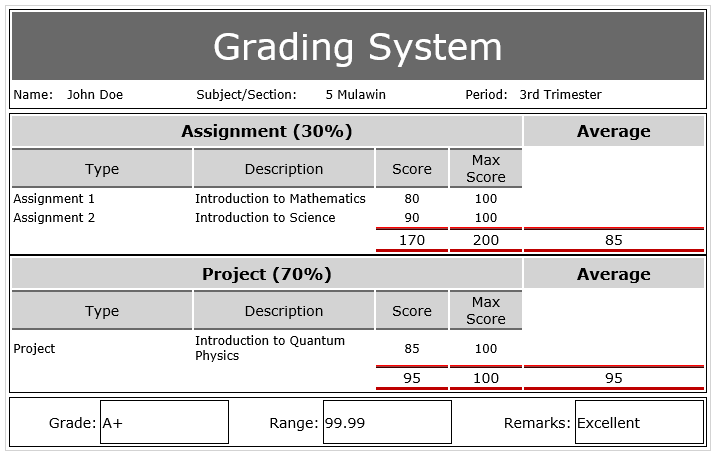 Grading System
Name: John Doe Subject/Section: 5 Mulawin Period: 3rd Trimester
Assignment (30%) Average
Type Description Score Max Score
Assignment 1 Introduction to Mathematics 80 100
Assignment 2 Introduction to Science 90 100
170 200 85
Project (70%) Average
Type Description Score Max Score
Project Introduction to Quantum Physics 85 100
95 100 95
Grade: A+ Range: 99.99 Remarks: Excellent